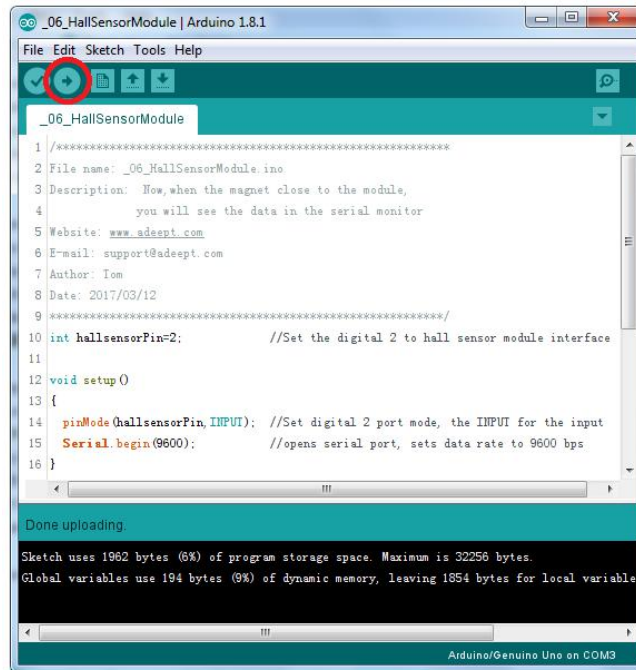 _06_HallSensorModule | Arduino 1.8.1
File Edit Sketch Tools Help
_06_HallSensorModule
1 /************************************************************
2 File name: _06_HallSensorModule.ino
3 Description: Now,when the magnet close to the module,
4 you will see the data in the serial monitor
5 Website: www.adeept.com
6 E-mail: support@adeept.com
7 Author: Tom
8 Date: 2017/03/12
9 ************************************************************/
10 int hallsensorPin=2; //Set the digital 2 to hall sensor module interface
11
12 void setup()
13 {
14 pinMode(hallsensorPin,INPUT); //Set digital 2 port mode, the INPUT for the input
15 Serial.begin(9600); //opens serial port, sets data rate to 9600 bps
16 }
Done uploading.
Sketch uses 1962 bytes (6%) of program storage space. Maximum is 32256 bytes.
Global variables use 194 bytes (9%) of dynamic memory, leaving 1854 bytes for local variable
Arduino/Genuino Uno on COM3